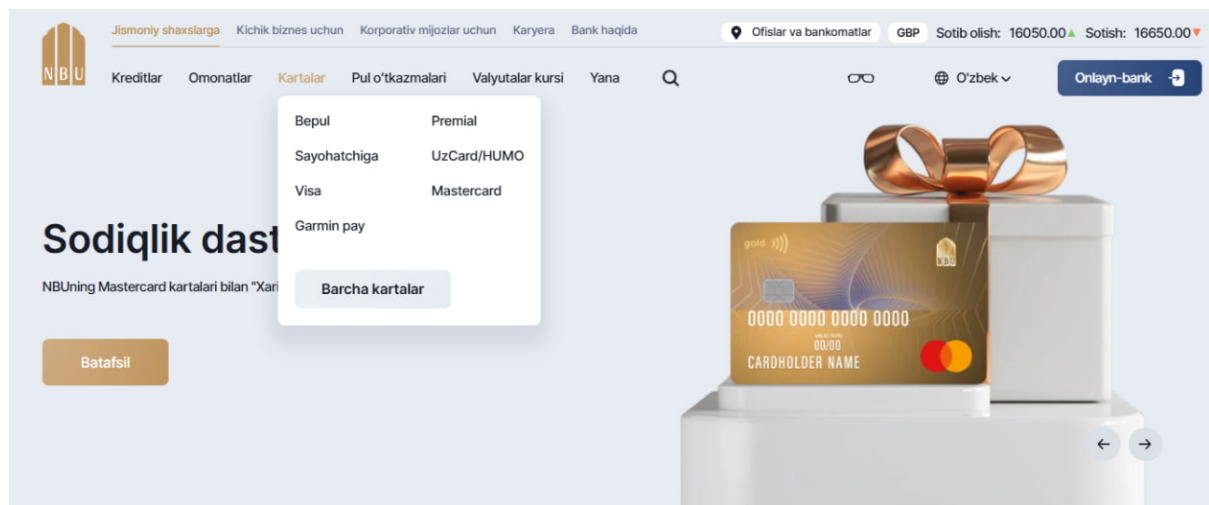 Jismoniy shaxslarga Kichik biznes uchun Korporativ mijozlar uchun Karyera Bank haqida Ofislar va bankomatlar GBP Sotib olish: 16050.00▲ Sotish: 16650.00▼
NBU
Kreditlar Omonatlar Kartalar Pul o'tkazmalari Valyutalar kursi Yana O'zbek Onlayn-bank
Bepul Premial
Sayohatchiga UzCard/HUMO
Visa Mastercard
Garmin pay
Barcha kartalar
Sodiqlik dast
NBUning Mastercard kartalari bilan "Xari
Batafsil
gold
NBU
0000 0000 0000 0000
00/00
CARDHOLDER NAME